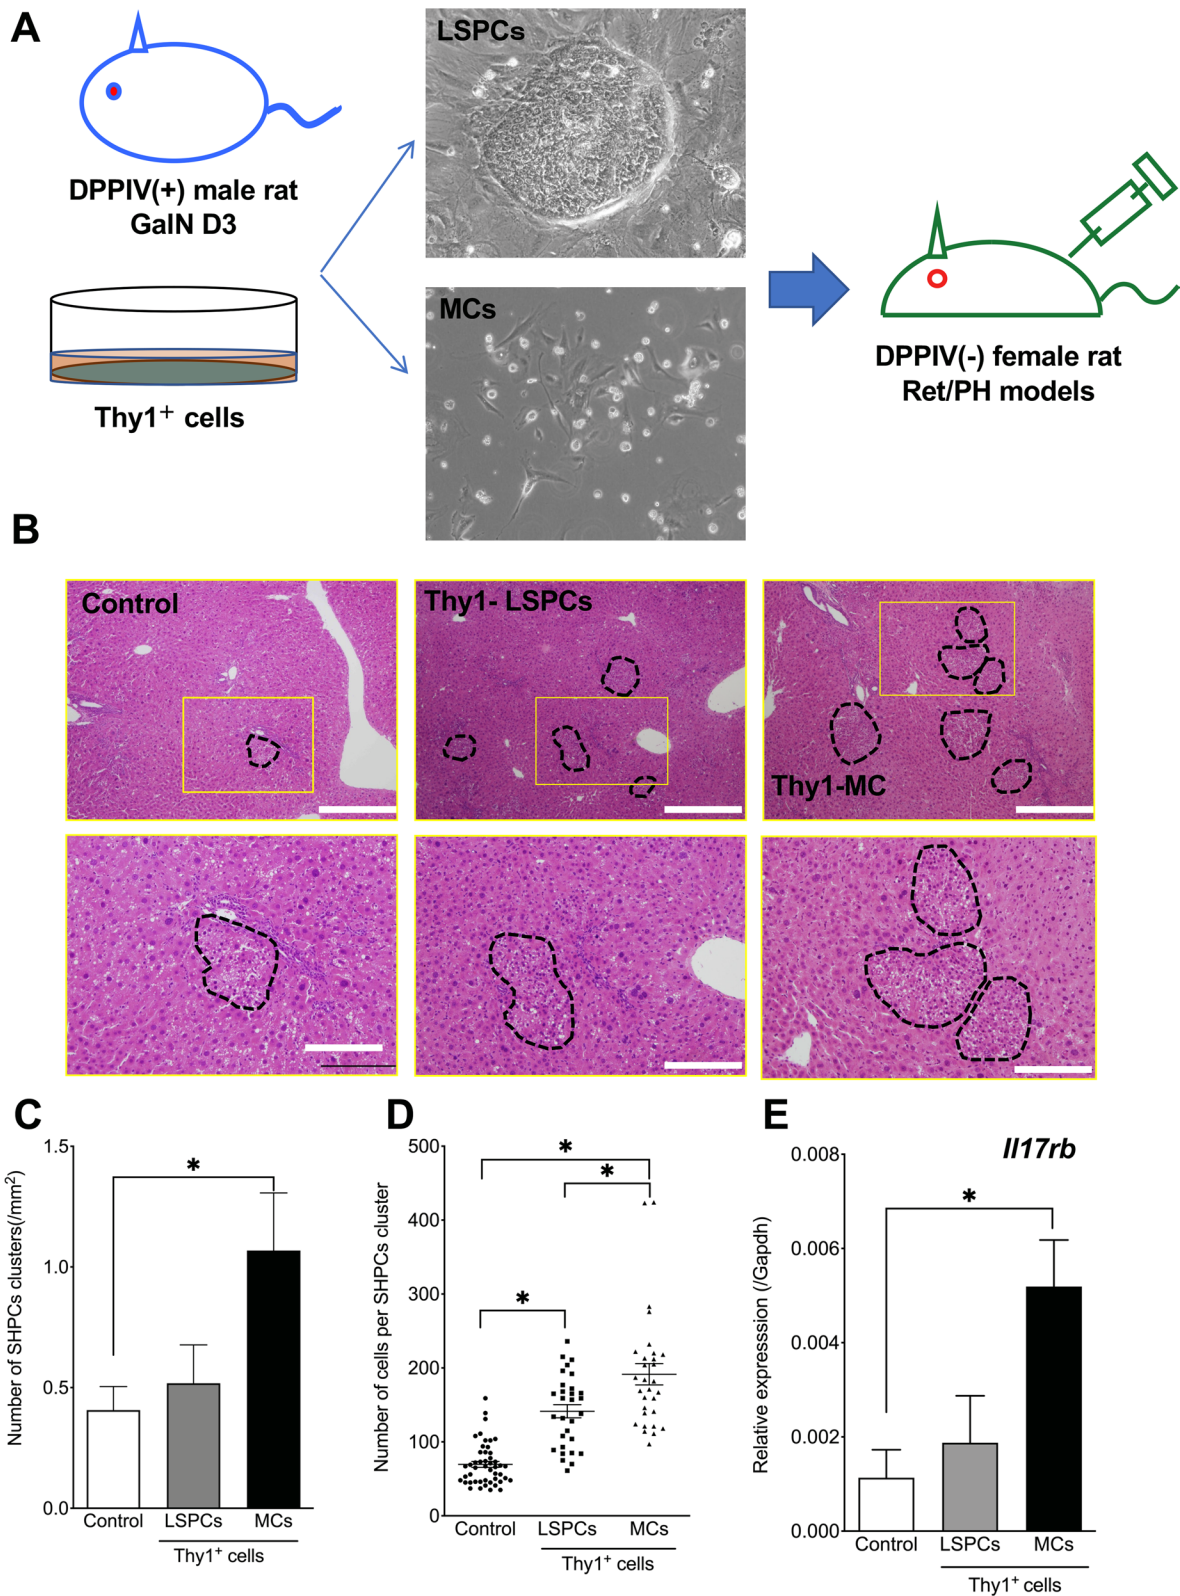 A
DPPIV(+) male rat
GalN D3
Thy1+ cells
LSPCs
MCs
DPPIV(-) female rat
Ret/PH models
B
Control
Thy1- LSPCs
Thy1-MC
C
Number of SHPCs clusters(/mm2)
1.5
1.0
0.5
0.0
*
Control
LSPCs
MCs
Thy1+ cells
D
Number of cells per SHPCs cluster
500
400
300
200
100
0
*
*
*
Control
LSPCs
MCs
Thy1+ cells
E
Il17rb
Relative expresssion (/Gapdh)
0.008
0.006
0.004
0.002
0.000
*
Control
LSPCs
MCs
Thy1+ cells